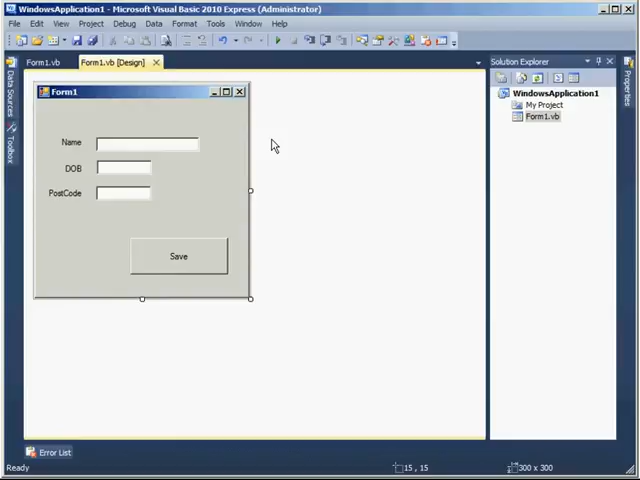 WindowsApplication1 - Microsoft Visual Basic 2010 Express (Administrator)
File Edit View Project Debug Data Format Tools Window Help
Form1.vb Form1.vb [Design]
Solution Explorer
WindowsApplication1
My Project
Form1.vb
Data Sources
Toolbox
Properties
Form1
Name
DOB
PostCode
Save
Error List
Ready 15 , 15 300 x 300